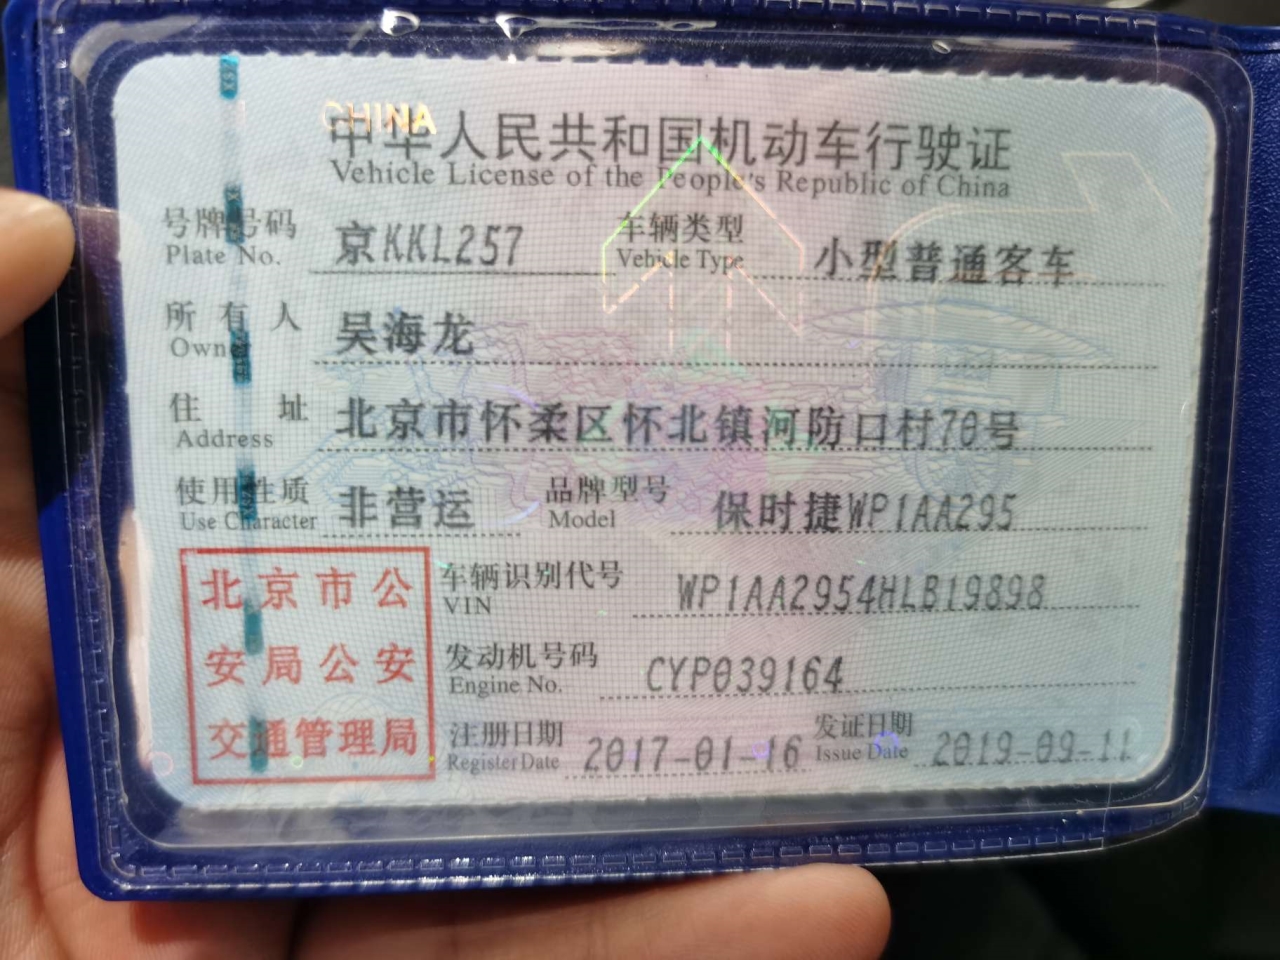 CHINA
中华人民共和国机动车行驶证
Vehicle License of the People's Republic of China
号牌号码 京KKL257 车辆类型 小型普通客车
Plate No. Vehicle Type
所有人 吴海龙
Owner
住址 北京市怀柔区怀北镇河防口村70号
Address
使用性质 非营运 品牌型号 保时捷WP1AA295
Use Character Model
北京市公
安局公安
交通管理局
车辆识别代号 WP1AA2954HLB19898
VIN
发动机号码 CYP039164
Engine No.
注册日期 2017-01-16 发证日期 2019-09-11
Register Date Issue Date